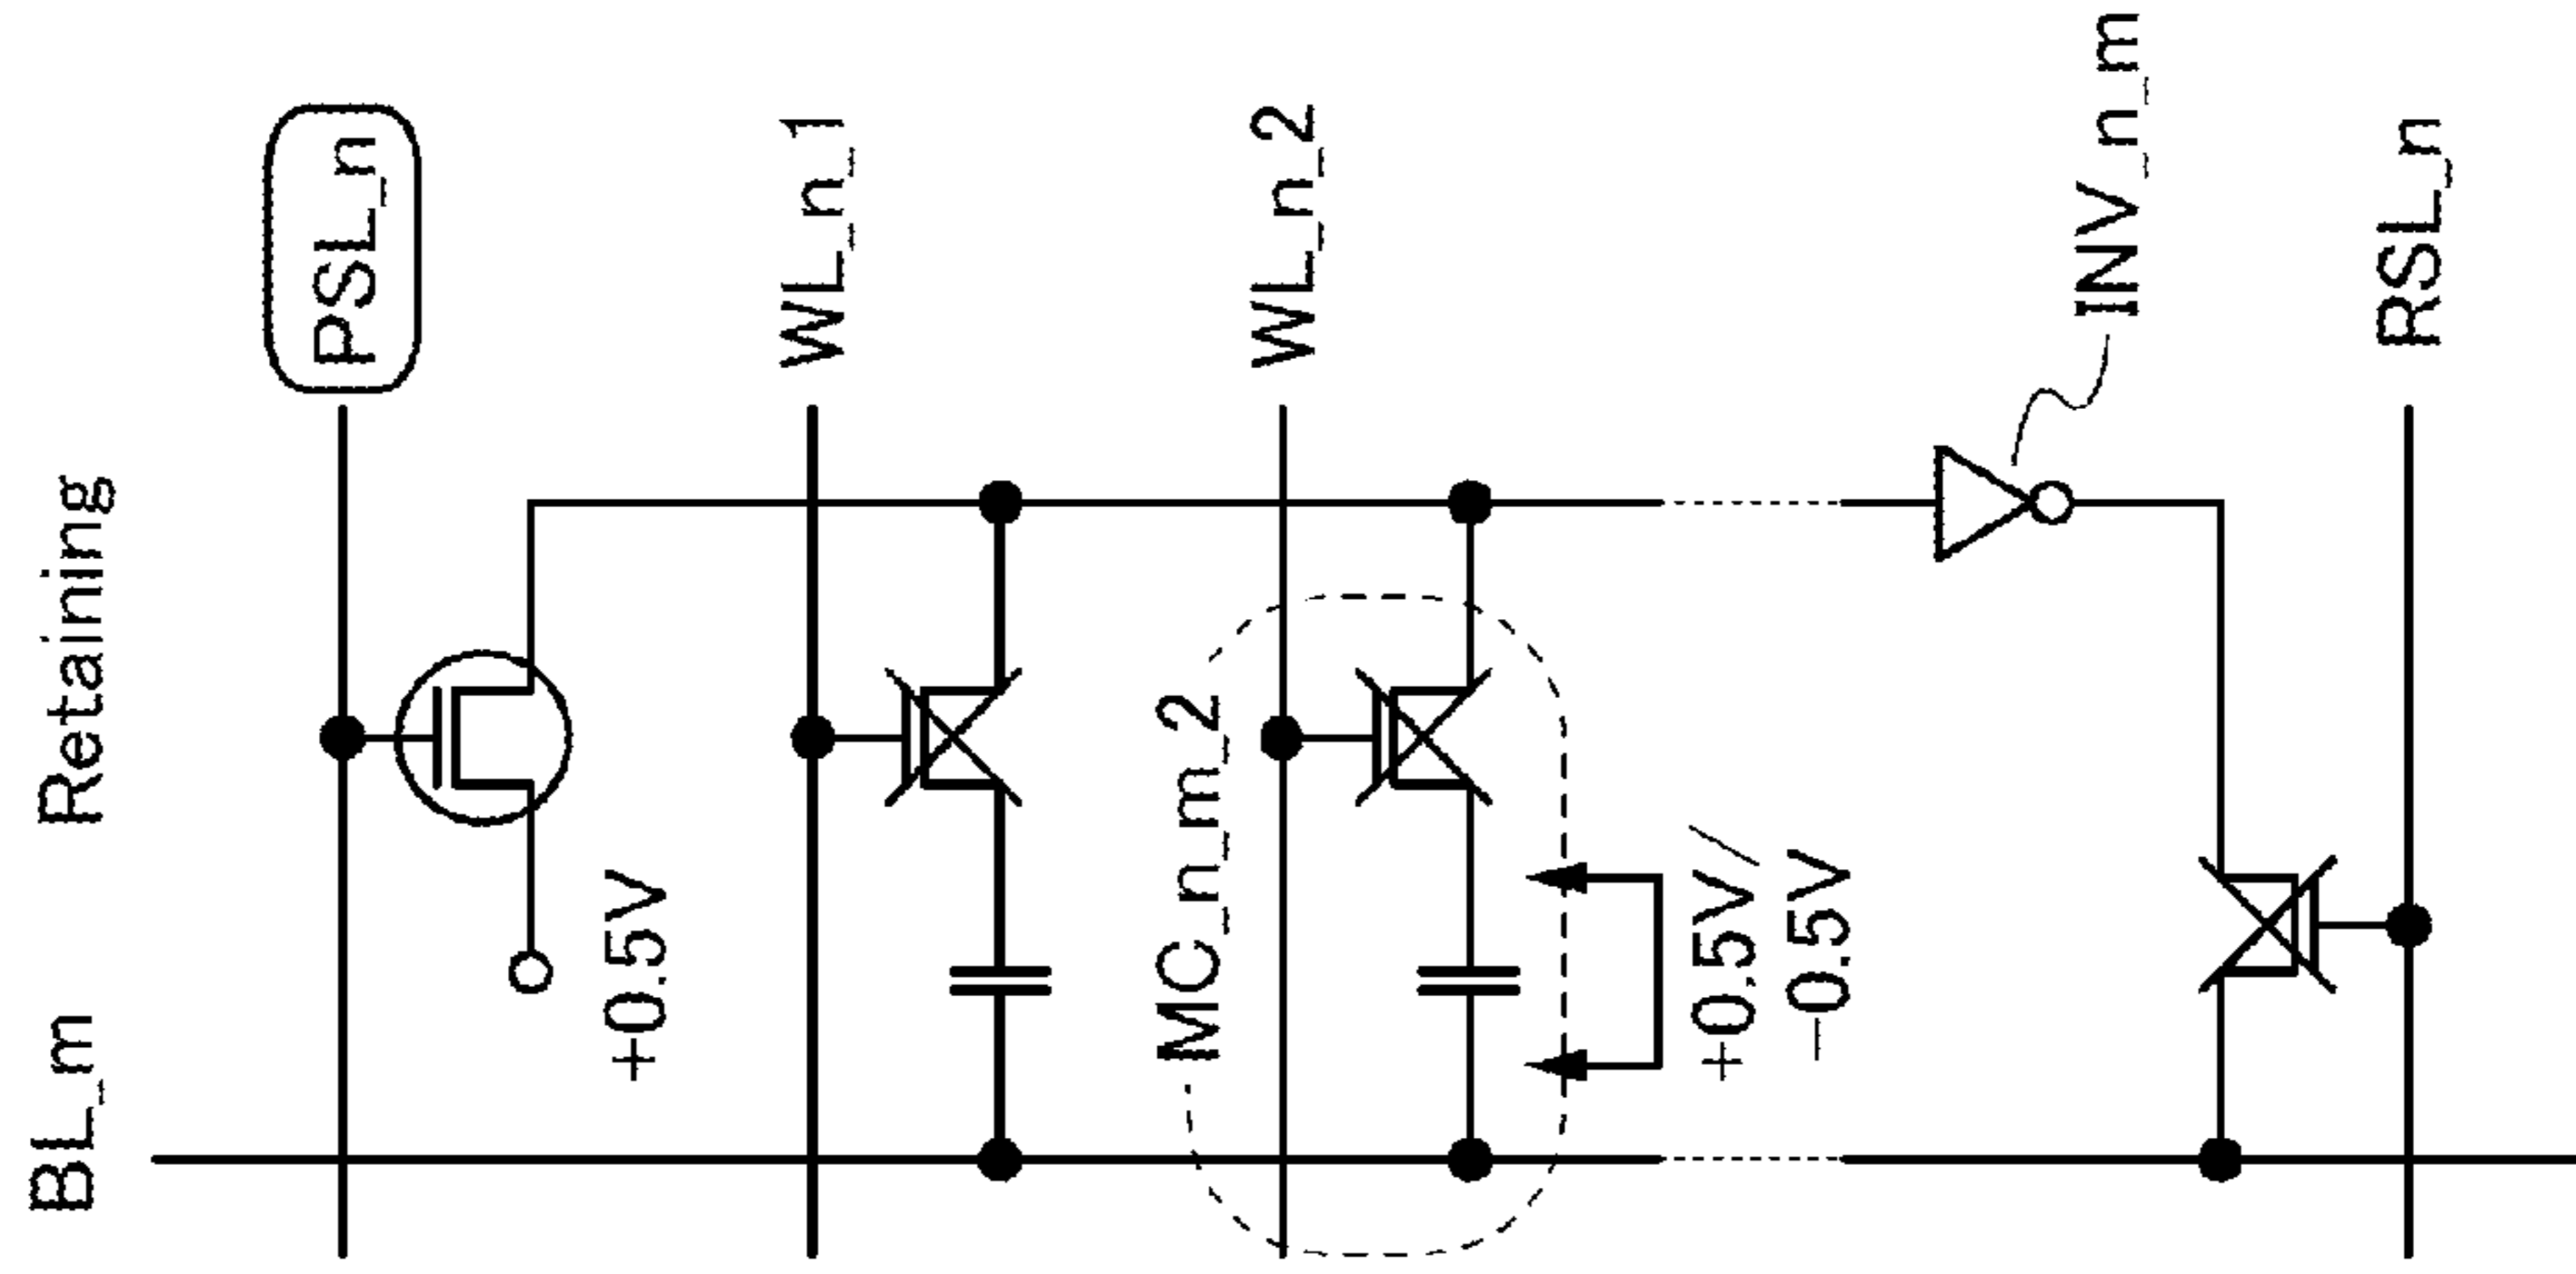 Retaining
BL_m
PSL_n
+0.5V
WL_n_1
MC_n_m_2
WL_n_2
+0.5V/
−0.5V
INV_n_m
RSL_n